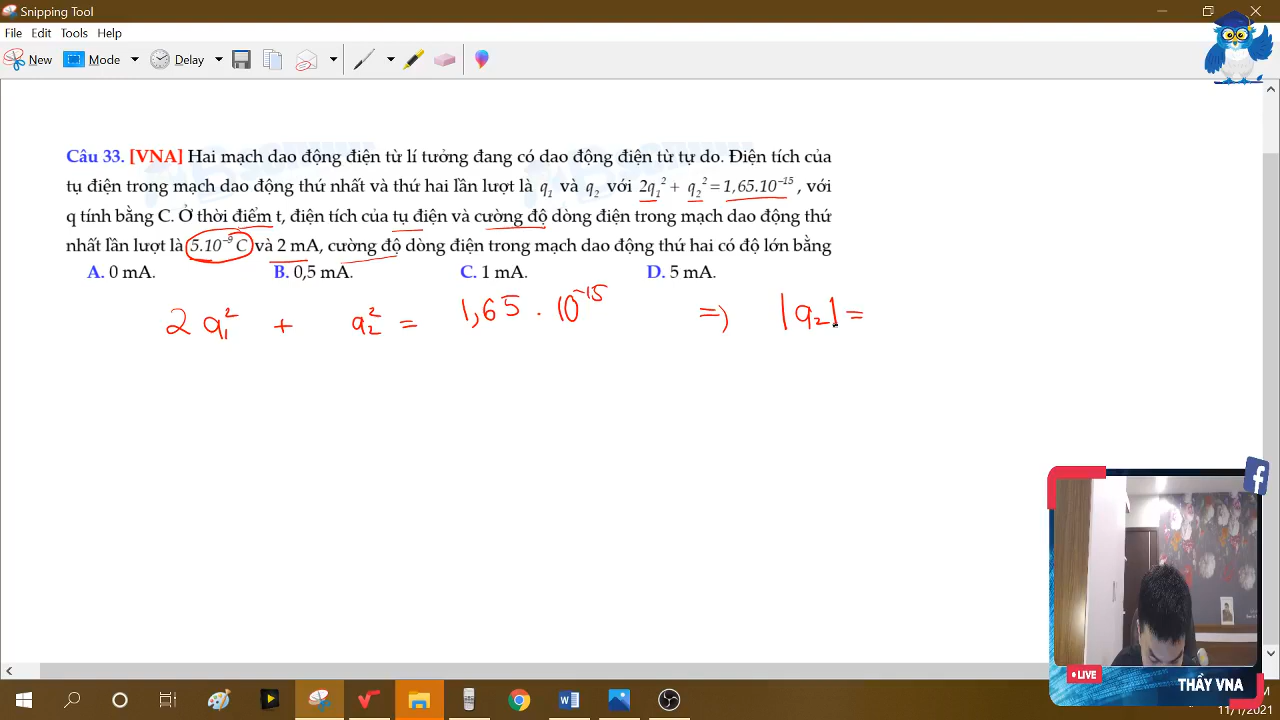 Snipping Tool
File Edit Tools Help
New Mode Delay
Câu 33. [VNA] Hai mạch dao động điện từ lí tưởng đang có dao động điện từ tự do. Điện tích của
tụ điện trong mạch dao động thứ nhất và thứ hai lần lượt là q₁ và q₂ với 2q₁² + q₂² = 1,65.10⁻¹⁵, với
q tính bằng C. Ở thời điểm t, điện tích của tụ điện và cường độ dòng điện trong mạch dao động thứ
nhất lần lượt là 5.10⁻⁹ C và 2 mA, cường độ dòng điện trong mạch dao động thứ hai có độ lớn bằng
A. 0 mA. B. 0,5 mA. C. 1 mA. D. 5 mA.
2 q₁² + q₂² = 1,65 . 10⁻¹⁵ => |q₂| =
LIVE
THẦY VNA
11/1/2021